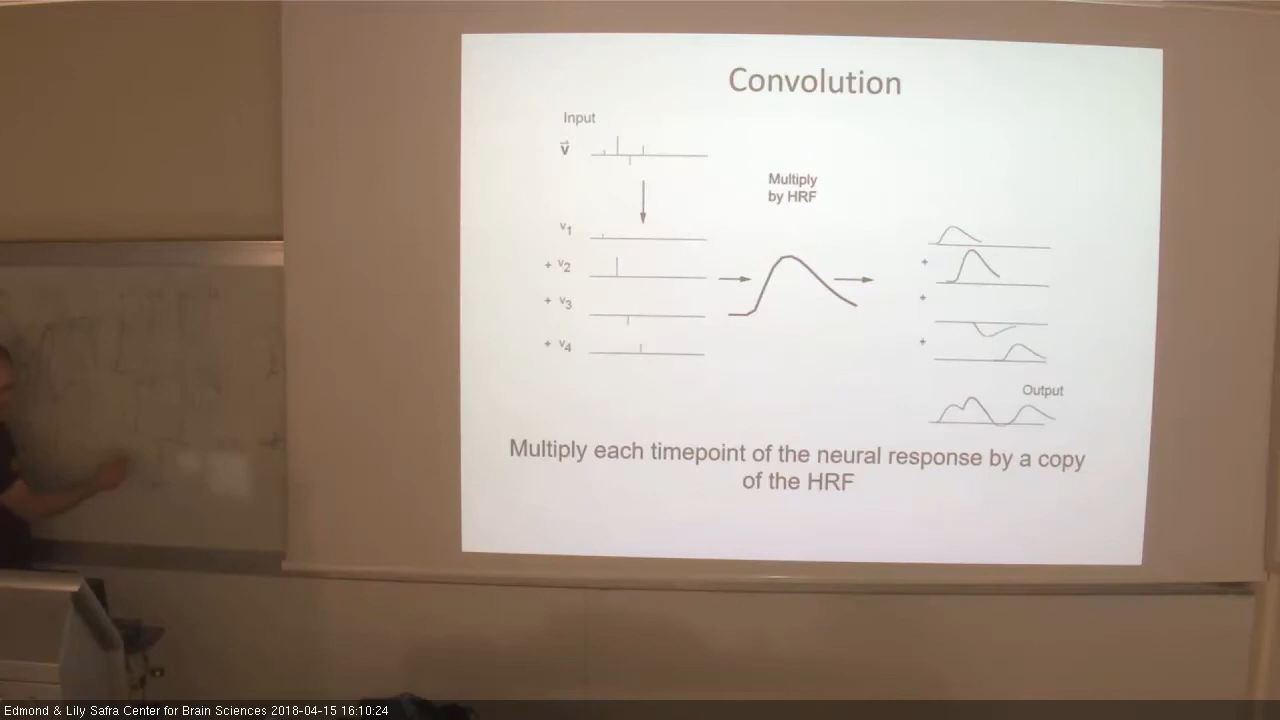 Convolution
Input
v
Multiply
by HRF
v1
+ v2
+ v3
+ v4
+
+
+
Output
Multiply each timepoint of the neural response by a copy
of the HRF
Edmond & Lily Safra Center for Brain Sciences 2018-04-15 16:10:24